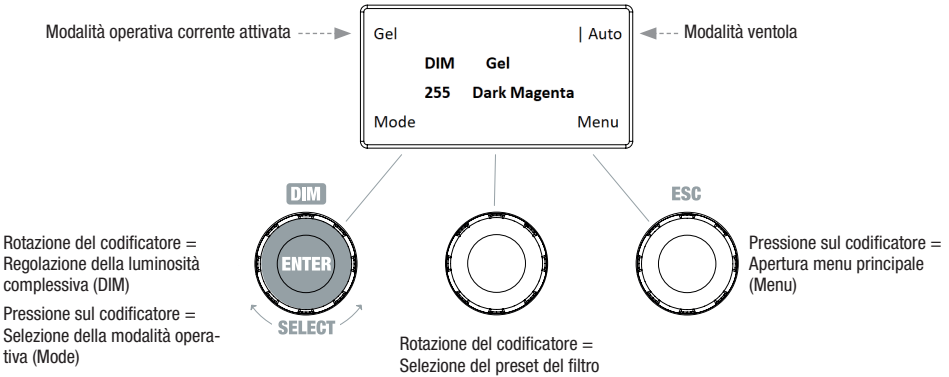 Modalità operativa corrente attivata
Gel | Auto
Modalità ventola
DIM Gel
255 Dark Magenta
Mode Menu
DIM
ESC
ENTER
SELECT
Rotazione del codificatore =
Regolazione della luminosità
complessiva (DIM)
Pressione sul codificatore =
Selezione della modalità opera-
tiva (Mode)
Rotazione del codificatore =
Selezione del preset del filtro
Pressione sul codificatore =
Apertura menu principale
(Menu)